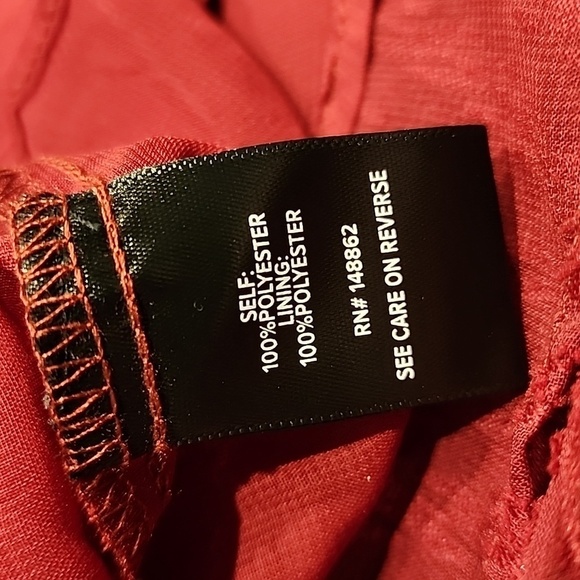 SELF:
100%POLYESTER
LINING:
100%POLYESTER
RN# 148862
SEE CARE ON REVERSE